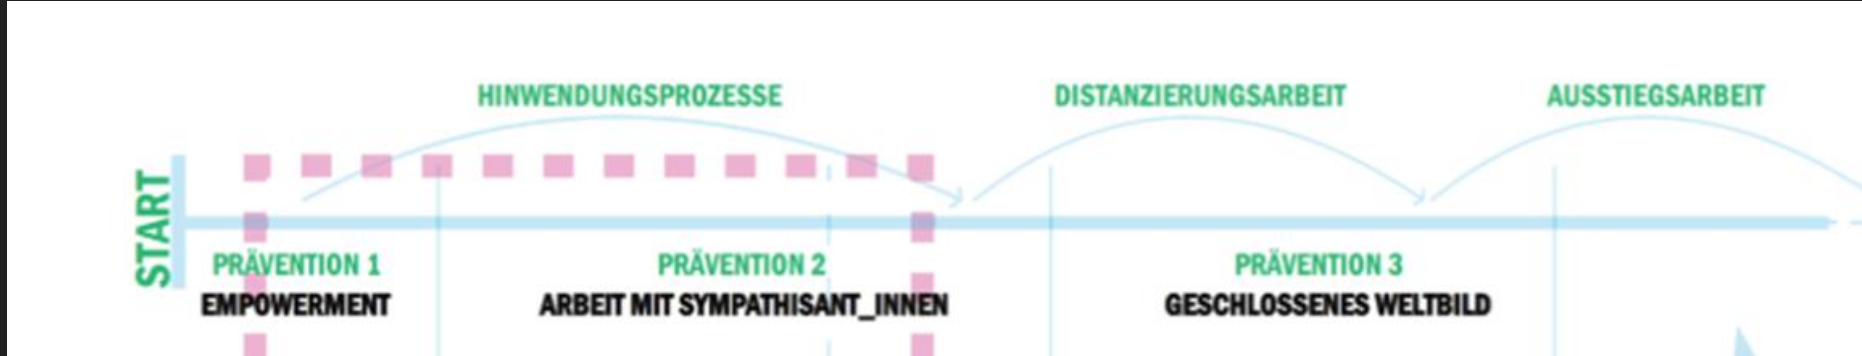 HINWENDUNGSPROZESSE
DISTANZIERUNGSARBEIT
AUSSTIEGSARBEIT
START
PRÄVENTION 1
EMPOWERMENT
PRÄVENTION 2
ARBEIT MIT SYMPATHISANT_INNEN
PRÄVENTION 3
GESCHLOSSENES WELTBILD